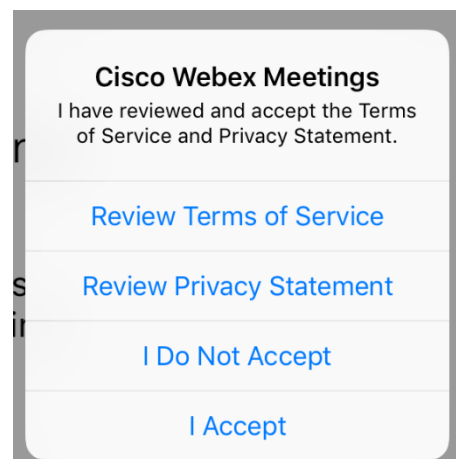 Cisco Webex Meetings
I have reviewed and accept the Terms
of Service and Privacy Statement.
Review Terms of Service
Review Privacy Statement
I Do Not Accept
I Accept